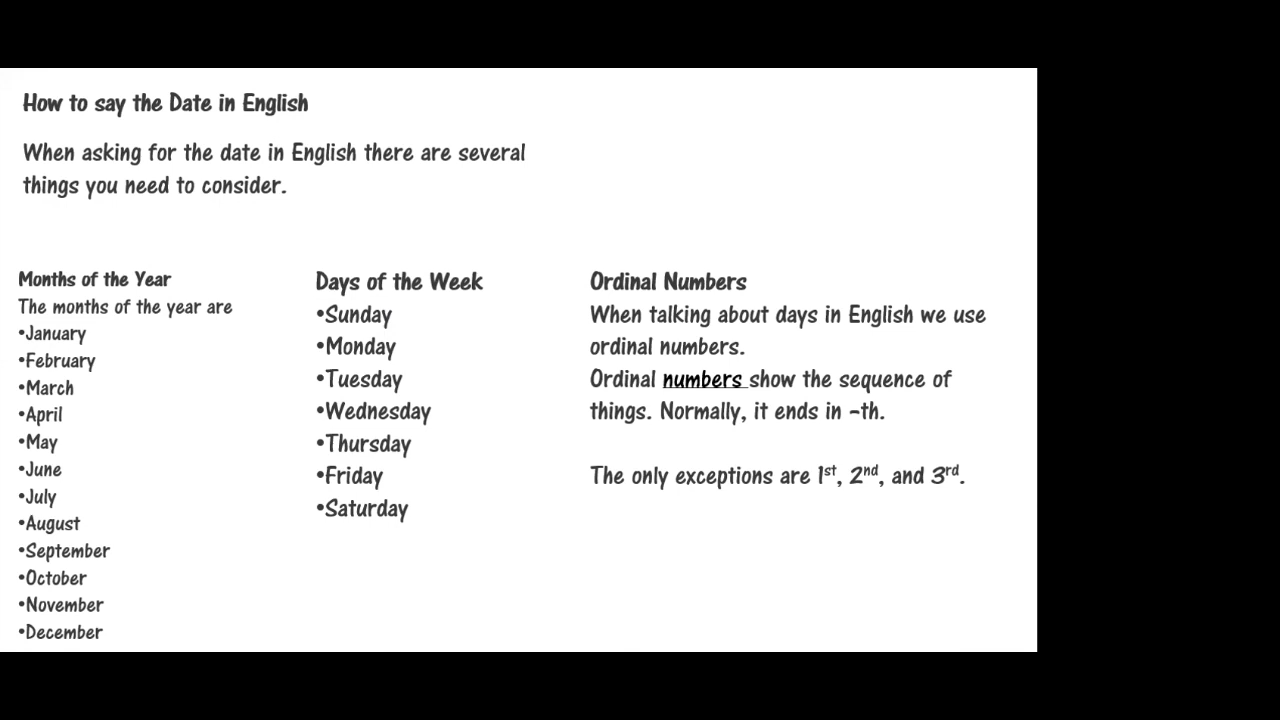 How to say the Date in English
When asking for the date in English there are several
things you need to consider.
Months of the Year
The months of the year are
•January
•February
•March
•April
•May
•June
•July
•August
•September
•October
•November
•December
Days of the Week
•Sunday
•Monday
•Tuesday
•Wednesday
•Thursday
•Friday
•Saturday
Ordinal Numbers
When talking about days in English we use
ordinal numbers.
Ordinal numbers show the sequence of
things. Normally, it ends in -th.
The only exceptions are 1st, 2nd, and 3rd.